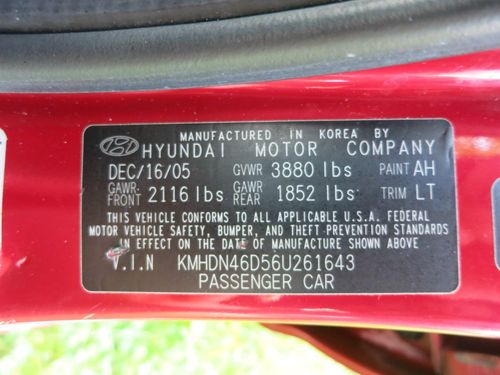 MANUFACTURED IN KOREA BY
HYUNDAI MOTOR COMPANY
DEC/16/05 GVWR 3880 lbs PAINT AH
GAWR FRONT 2116 lbs GAWR REAR 1852 lbs TRIM LT
THIS VEHICLE CONFORMS TO ALL APPLICABLE U.S.A. FEDERAL
MOTOR VEHICLE SAFETY, BUMPER, AND THEFT PREVENTION STANDARDS
IN EFFECT ON THE DATE OF MANUFACTURE SHOWN ABOVE
V.I.N KMHDN46D56U261643
PASSENGER CAR